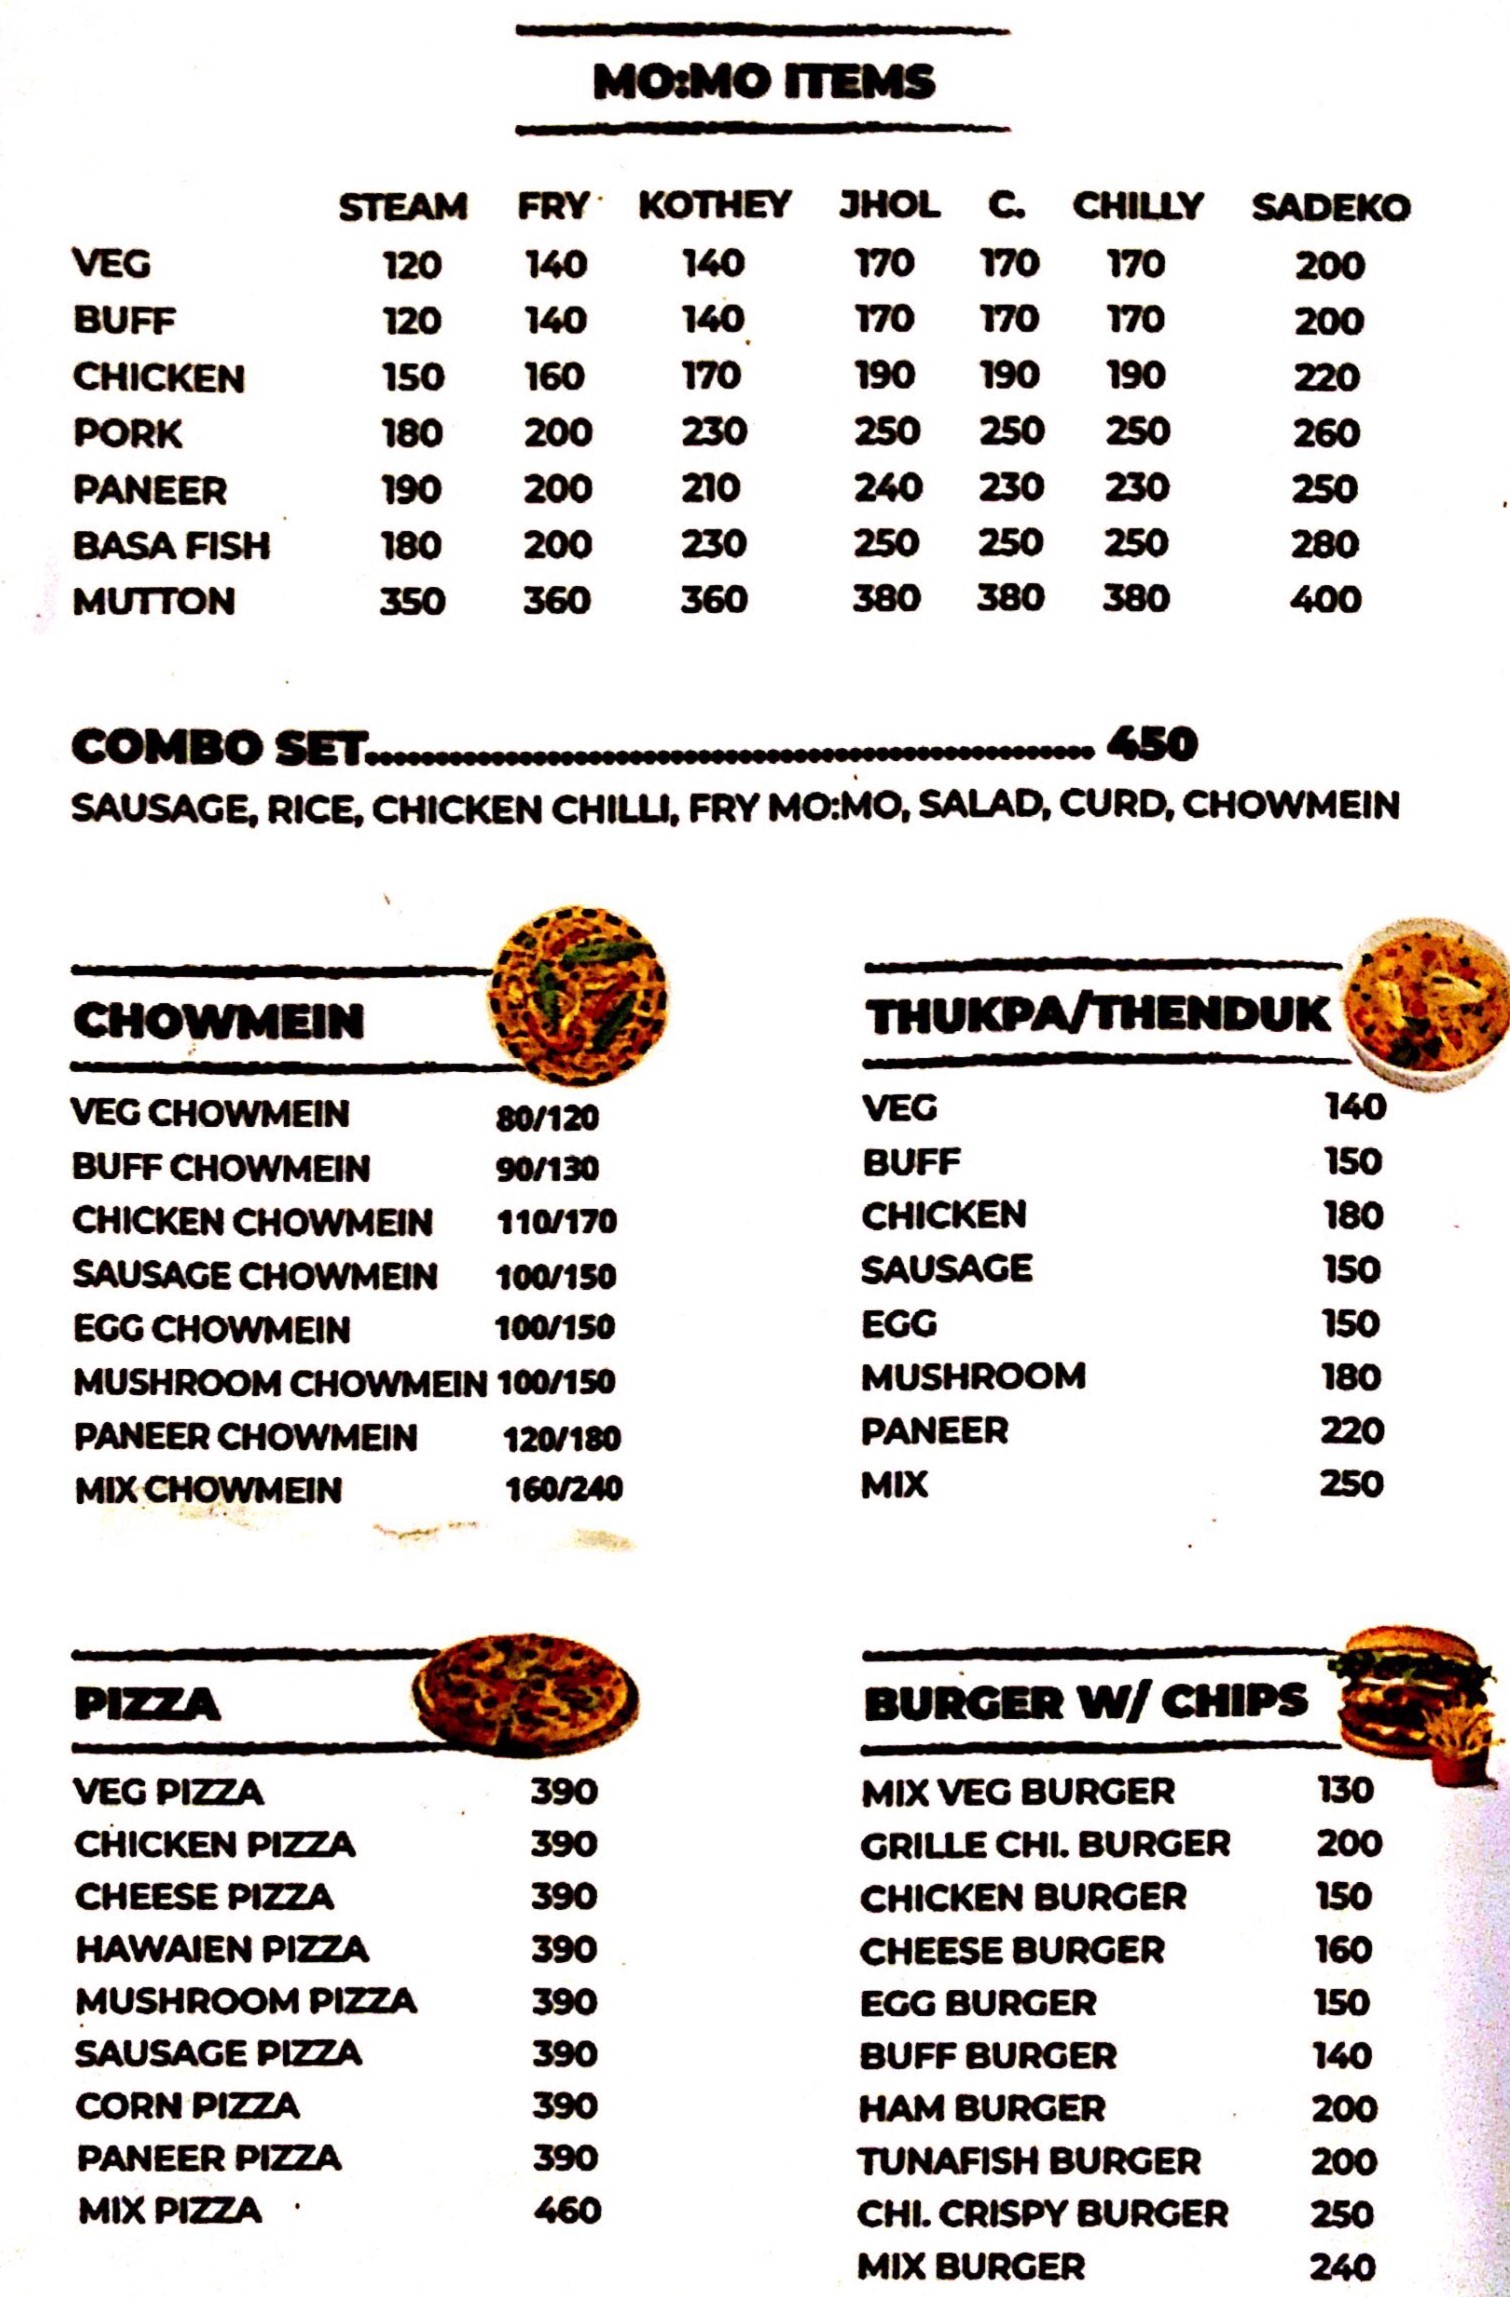 MO:MO ITEMS
STEAM FRY KOTHEY JHOL C. CHILLY SADEKO
VEG 120 140 140 170 170 170 200
BUFF 120 140 140 170 170 170 200
CHICKEN 150 160 170 190 190 190 220
PORK 180 200 230 250 250 250 260
PANEER 190 200 210 240 230 230 250
BASA FISH 180 200 230 250 250 250 280
MUTTON 350 360 360 380 380 380 400
COMBO SET........................................................ 450
SAUSAGE, RICE, CHICKEN CHILLI, FRY MO:MO, SALAD, CURD, CHOWMEIN
CHOWMEIN
VEG CHOWMEIN 80/120
BUFF CHOWMEIN 90/130
CHICKEN CHOWMEIN 110/170
SAUSAGE CHOWMEIN 100/150
EGG CHOWMEIN 100/150
MUSHROOM CHOWMEIN 100/150
PANEER CHOWMEIN 120/180
MIX CHOWMEIN 160/240
THUKPA/THENDUK
VEG 140
BUFF 150
CHICKEN 180
SAUSAGE 150
EGG 150
MUSHROOM 180
PANEER 220
MIX 250
PIZZA
VEG PIZZA 390
CHICKEN PIZZA 390
CHEESE PIZZA 390
HAWAIEN PIZZA 390
MUSHROOM PIZZA 390
SAUSAGE PIZZA 390
CORN PIZZA 390
PANEER PIZZA 390
MIX PIZZA 460
BURGER W/ CHIPS
MIX VEG BURGER 130
GRILLE CHI. BURGER 200
CHICKEN BURGER 150
CHEESE BURGER 160
EGG BURGER 150
BUFF BURGER 140
HAM BURGER 200
TUNAFISH BURGER 200
CHI. CRISPY BURGER 250
MIX BURGER 240